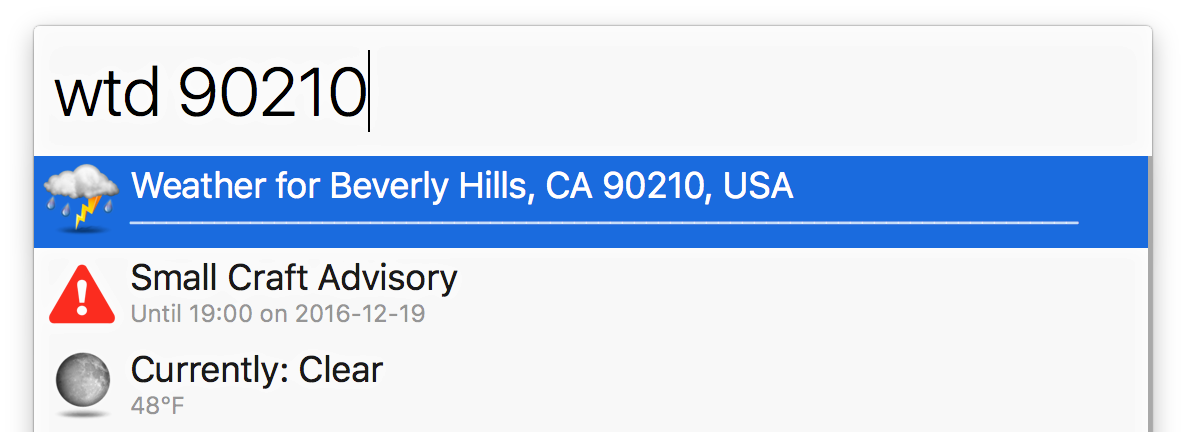 wtd 90210
Weather for Beverly Hills, CA 90210, USA
Small Craft Advisory
Until 19:00 on 2016-12-19
Currently: Clear
48°F